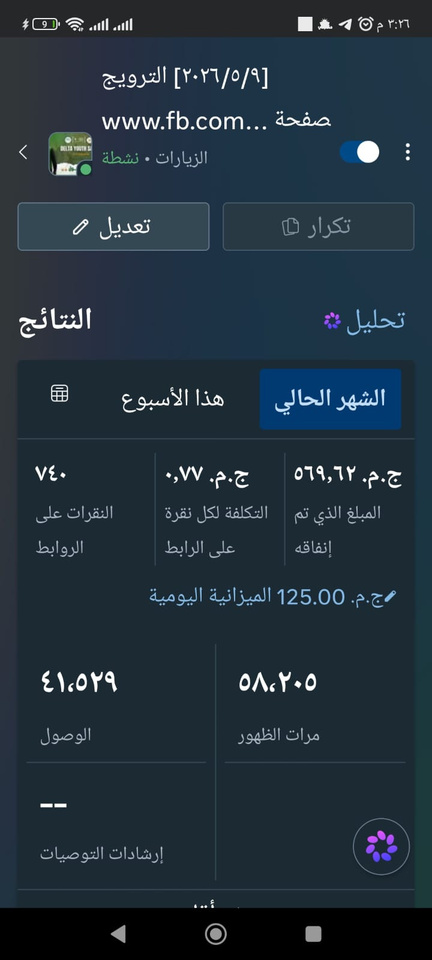 ٣:٢٦ م
9
[٢٠٢٦/٥/٩] الترويج
صفحة www.fb.com...
الزيارات • نشطة
DELTA YOUTH
تكرار
تعديل
تحليل
النتائج
الشهر الحالي
هذا الأسبوع
ج.م. ٥٦٩,٦٢
المبلغ الذي تم
إنفاقه
ج.م. ٠,٧٧
التكلفة لكل نقرة
على الرابط
٧٤٠
النقرات على
الروابط
ج.م. 125.00 الميزانية اليومية
٥٨،٢٠٥
مرات الظهور
٤١،٥٢٩
الوصول
--
إرشادات التوصيات